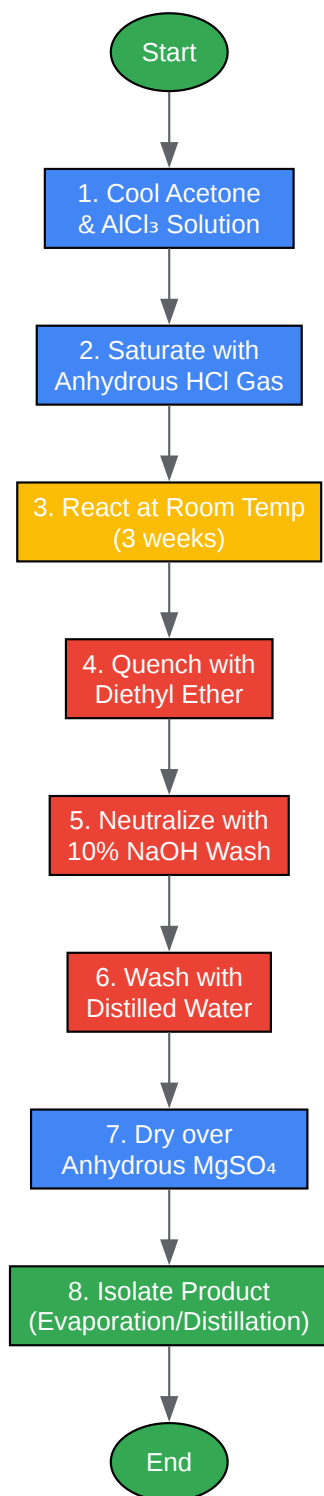 Start
1. Cool Acetone
& AlCl₃ Solution
2. Saturate with
Anhydrous HCl Gas
3. React at Room Temp
(3 weeks)
4. Quench with
Diethyl Ether
5. Neutralize with
10% NaOH Wash
6. Wash with
Distilled Water
7. Dry over
Anhydrous MgSO₄
8. Isolate Product
(Evaporation/Distillation)
End